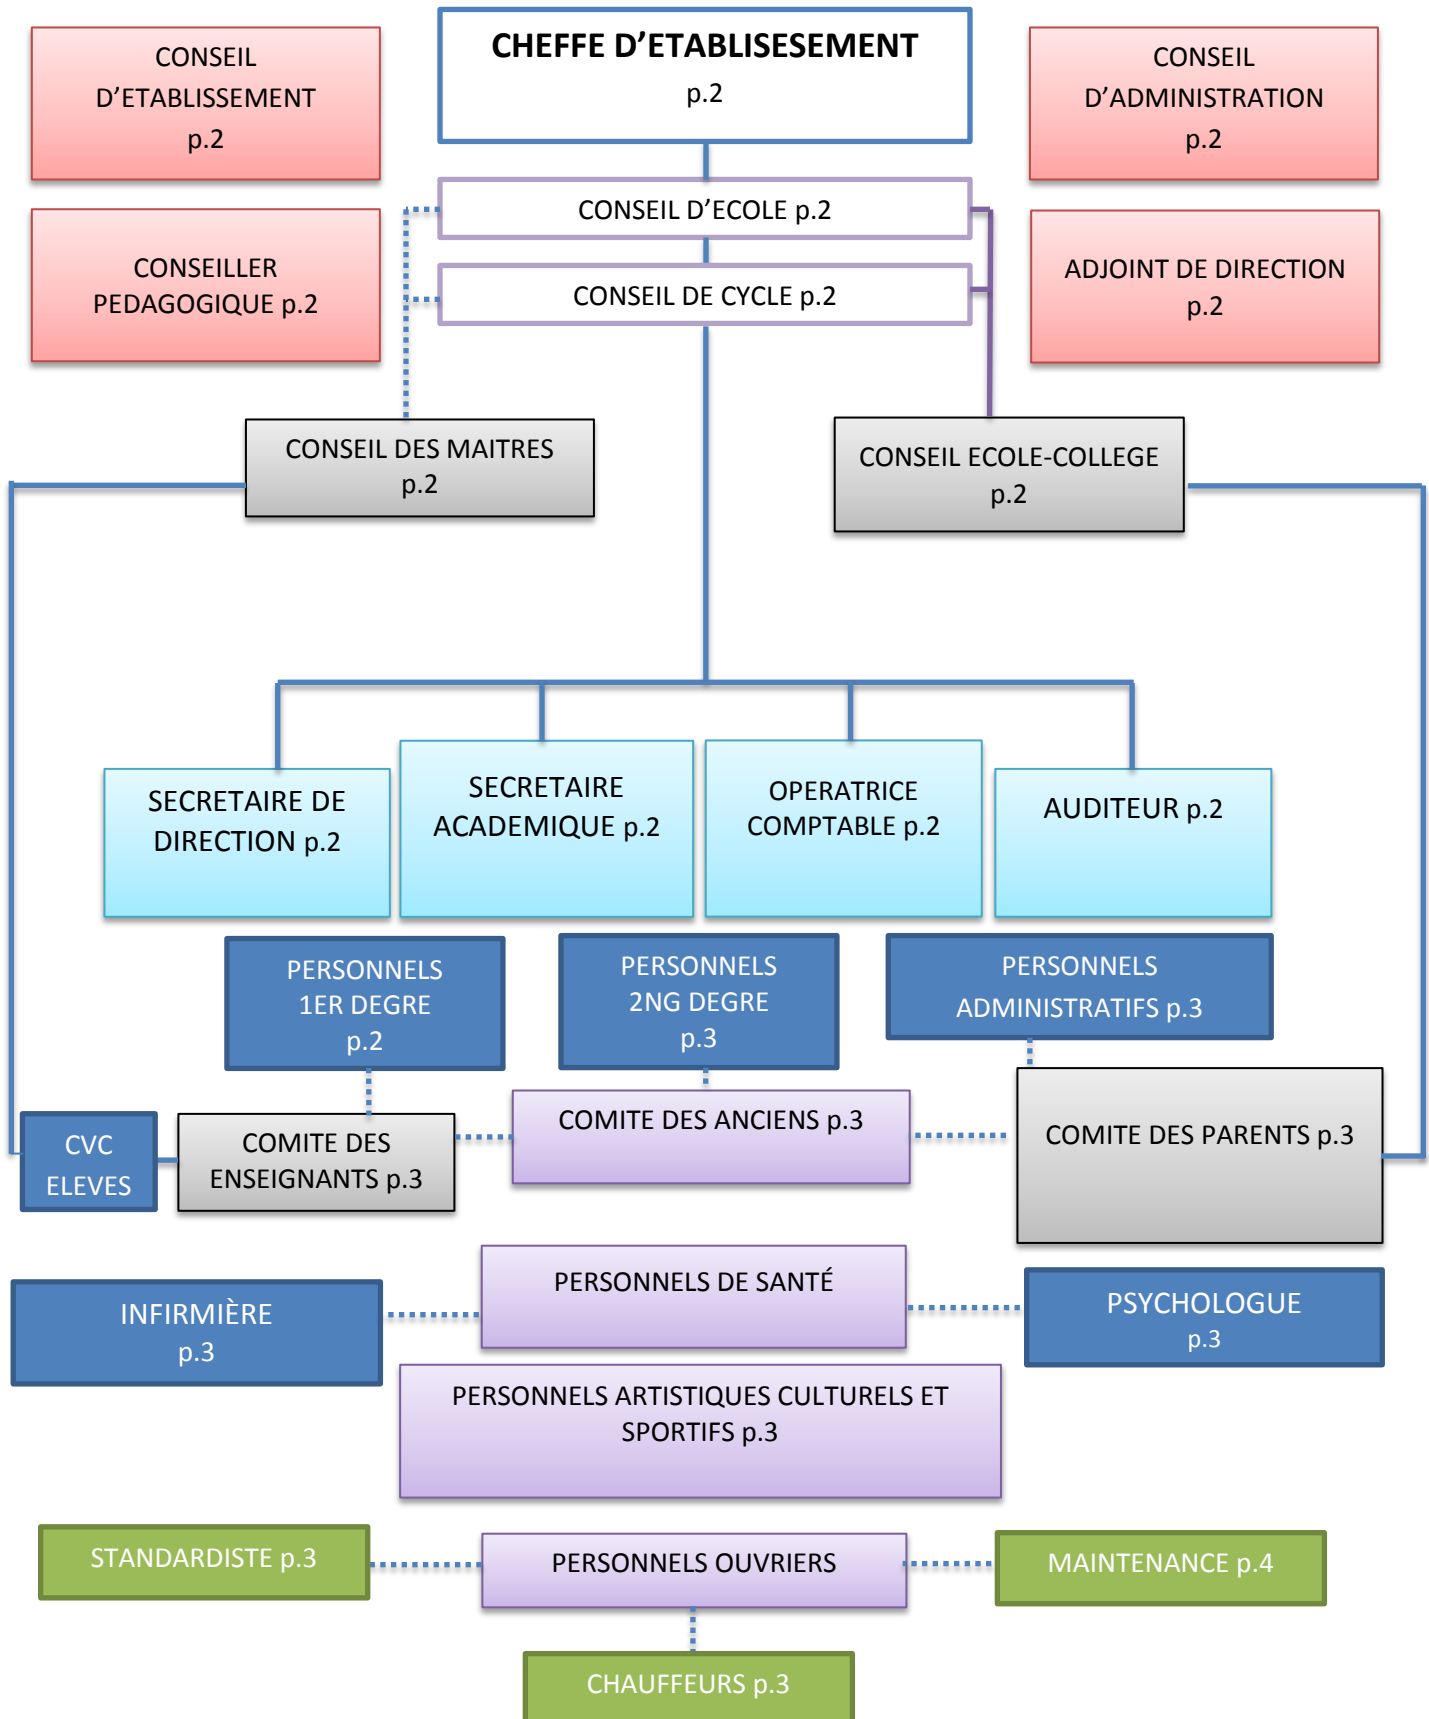 CONSEIL
D'ETABLISSEMENT
p.2
CHEFFE D’ETABLISESEMENT
p.2
CONSEIL
D’ADMINISTRATION
p.2
CONSEIL D’ECOLE p.2
CONSEILLER
PEDAGOGIQUE p.2
CONSEIL DE CYCLE p.2
ADJOINT DE DIRECTION
p.2
CONSEIL DES MAITRES
p.2
CONSEIL ECOLE-COLLEGE
p.2
SECRETAIRE DE
DIRECTION p.2
SECRETAIRE
ACADEMIQUE p.2
OPERATRICE
COMPTABLE p.2
AUDITEUR p.2
PERSONNELS
1ER DEGRE
p.2
PERSONNELS
2NG DEGRE
p.3
PERSONNELS
ADMINISTRATIFS p.3
CVC
ELEVES
COMITE DES
ENSEIGNANTS p.3
COMITE DES ANCIENS p.3
COMITE DES PARENTS p.3
INFIRMIÈRE
p.3
PERSONNELS DE SANTÉ
PSYCHOLOGUE
p.3
PERSONNELS ARTISTIQUES CULTURELS ET
SPORTIFS p.3
STANDARDISTE p.3
PERSONNELS OUVRIERS
MAINTENANCE p.4
CHAUFFEURS p.3